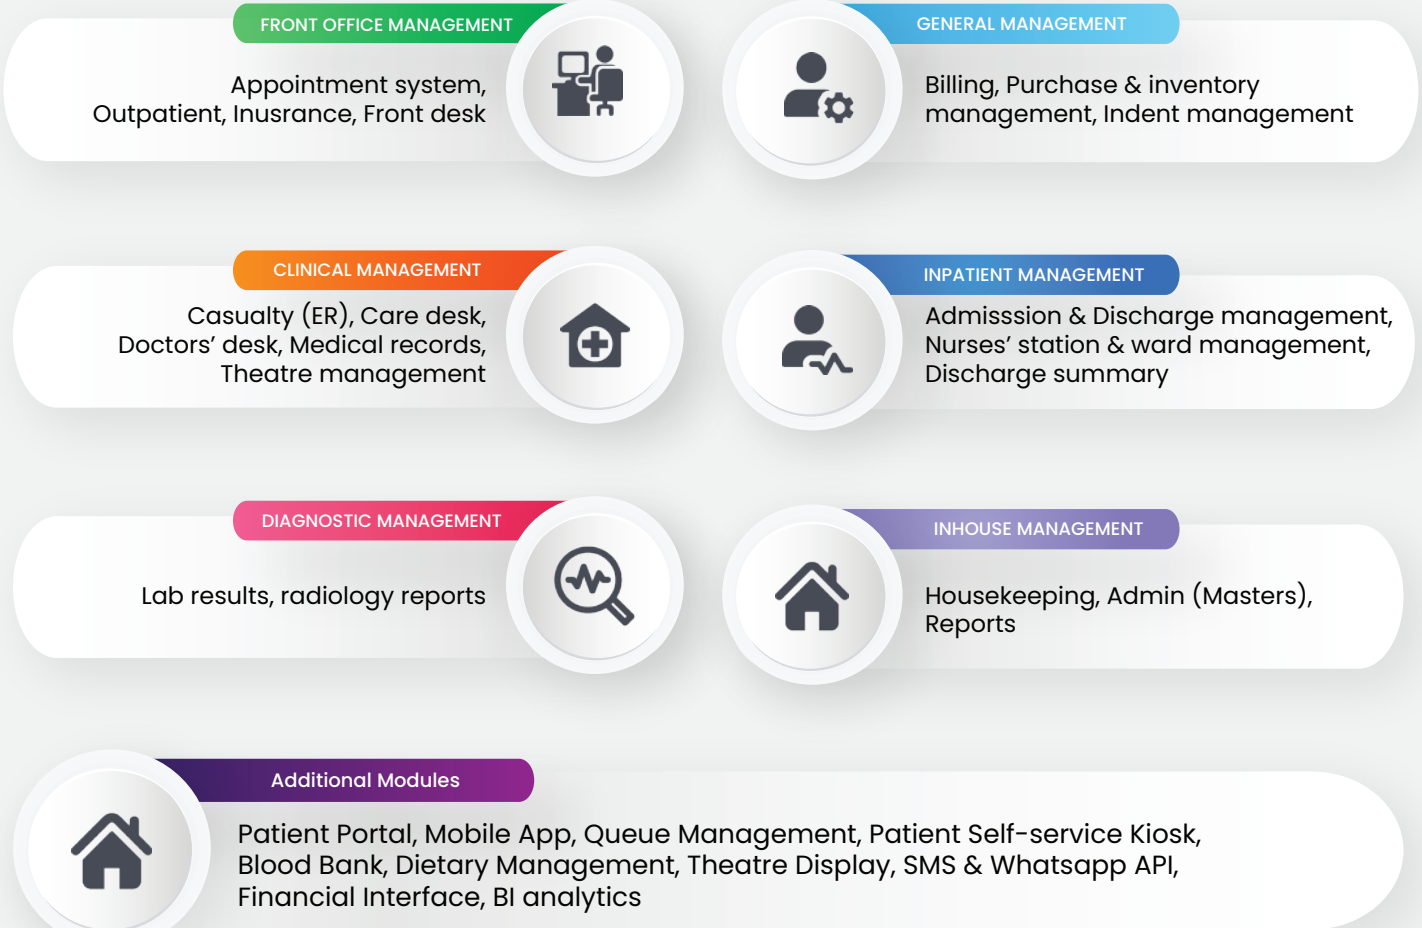 FRONT OFFICE MANAGEMENT
Appointment system,
Outpatient, Inusrance, Front desk
GENERAL MANAGEMENT
Billing, Purchase & inventory
management, Indent management
CLINICAL MANAGEMENT
Casualty (ER), Care desk,
Doctors’ desk, Medical records,
Theatre management
INPATIENT MANAGEMENT
Admisssion & Discharge management,
Nurses’ station & ward management,
Discharge summary
DIAGNOSTIC MANAGEMENT
Lab results, radiology reports
INHOUSE MANAGEMENT
Housekeeping, Admin (Masters),
Reports
Additional Modules
Patient Portal, Mobile App, Queue Management, Patient Self-service Kiosk,
Blood Bank, Dietary Management, Theatre Display, SMS & Whatsapp API,
Financial Interface, BI analytics